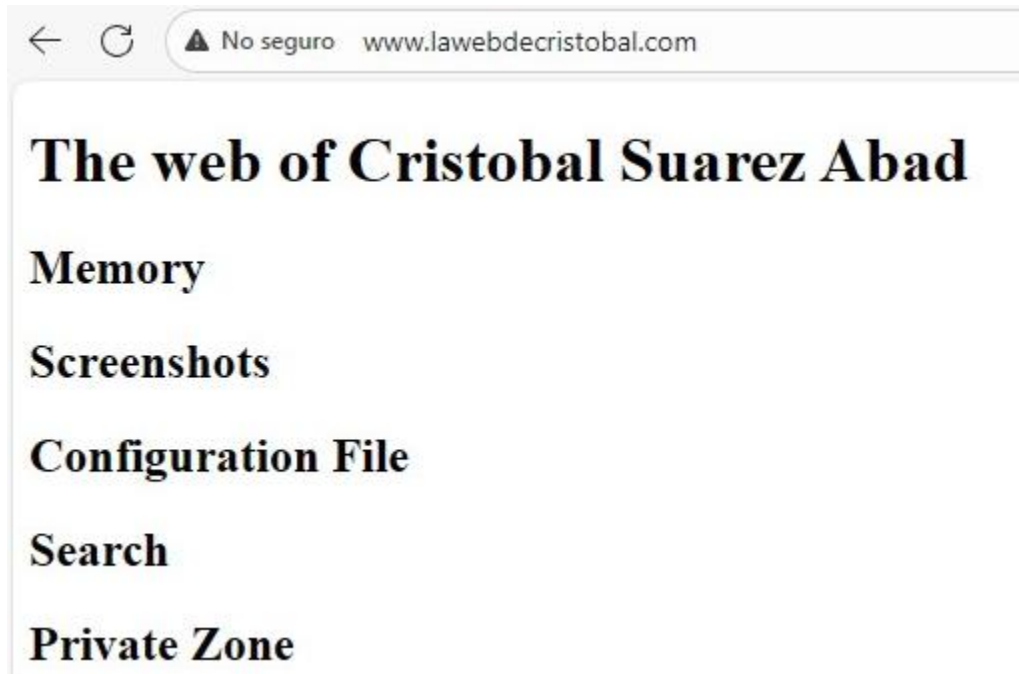 No seguro www.lawebdecristobal.com
The web of Cristobal Suarez Abad
Memory
Screenshots
Configuration File
Search
Private Zone